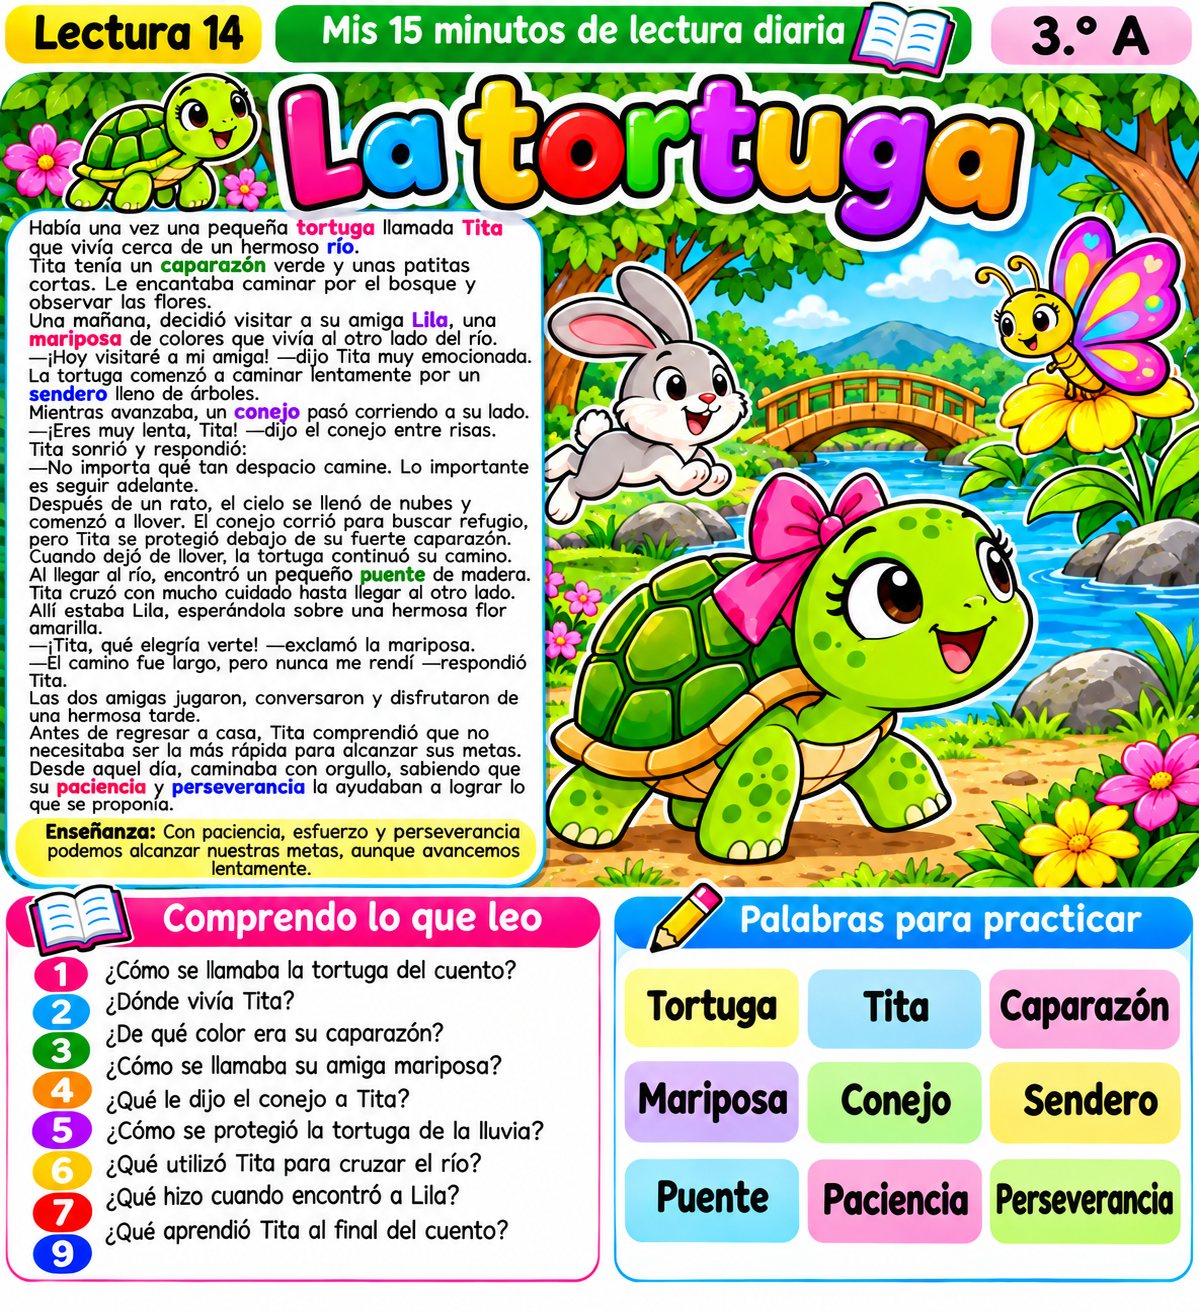 Lectura 14
Mis 15 minutos de lectura diaria
3.° A
La tortuga
Había una vez una pequeña tortuga llamada Tita
que vivía cerca de un hermoso río.
Tita tenía un caparazón verde y unas patitas
cortas. Le encantaba caminar por el bosque y
observar las flores.
Una mañana, decidió visitar a su amiga Lila, una
mariposa de colores que vivía al otro lado del río.
—¡Hoy visitaré a mi amiga! —dijo Tita muy emocionada.
La tortuga comenzó a caminar lentamente por un
sendero lleno de árboles.
Mientras avanzaba, un conejo pasó corriendo a su lado.
—¡Eres muy lenta, Tita! —dijo el conejo entre risas.
Tita sonrió y respondió:
—No importa qué tan despacio camine. Lo importante
es seguir adelante.
Después de un rato, el cielo se llenó de nubes y
comenzó a llover. El conejo corrió para buscar refugio,
pero Tita se protegió debajo de su fuerte caparazón.
Cuando dejó de llover, la tortuga continuó su camino.
Al llegar al río, encontró un pequeño puente de madera.
Tita cruzó con mucho cuidado hasta llegar al otro lado.
Allí estaba Lila, esperándola sobre una hermosa flor
amarilla.
—¡Tita, qué elegría verte! —exclamó la mariposa.
—El camino fue largo, pero nunca me rendí —respondió
Tita.
Las dos amigas jugaron, conversaron y disfrutaron de
una hermosa tarde.
Antes de regresar a casa, Tita comprendió que no
necesitaba ser la más rápida para alcanzar sus metas.
Desde aquel día, caminaba con orgullo, sabiendo que
su paciencia y perseverancia la ayudaban a lograr lo
que se proponía.
Enseñanza: Con paciencia, esfuerzo y perseverancia
podemos alcanzar nuestras metas, aunque avancemos
lentamente.
Comprendo lo que leo
1 ¿Cómo se llamaba la tortuga del cuento?
2 ¿Dónde vivía Tita?
3 ¿De qué color era su caparazón?
4 ¿Cómo se llamaba su amiga mariposa?
¿Qué le dijo el conejo a Tita?
5 ¿Cómo se protegió la tortuga de la lluvia?
6 ¿Qué utilizó Tita para cruzar el río?
7 ¿Qué hizo cuando encontró a Lila?
9 ¿Qué aprendió Tita al final del cuento?
Palabras para practicar
Tortuga
Tita
Caparazón
Mariposa
Conejo
Sendero
Puente
Paciencia
Perseverancia